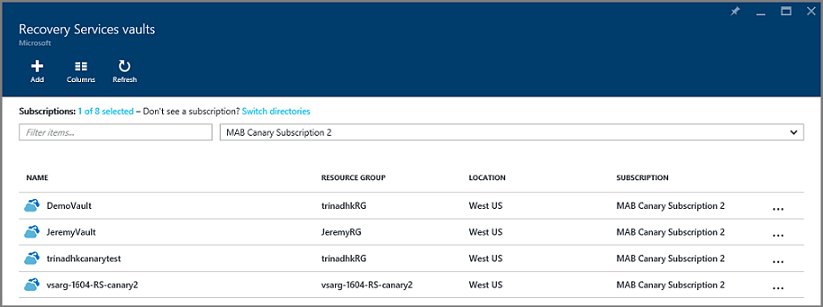 Recovery Services vaults
Microsoft
Add Columns Refresh
Subscriptions: 1 of 8 selected – Don't see a subscription? Switch directories
Filter items... MAB Canary Subscription 2
NAME RESOURCE GROUP LOCATION SUBSCRIPTION
DemoVault trinadhkRG West US MAB Canary Subscription 2 ...
JeremyVault JeremyRG West US MAB Canary Subscription 2 ...
trinadhkcanarytest trinadhkRG West US MAB Canary Subscription 2 ...
vsarg-1604-RS-canary2 vsarg-1604-RS-canary2 West US MAB Canary Subscription 2 ...